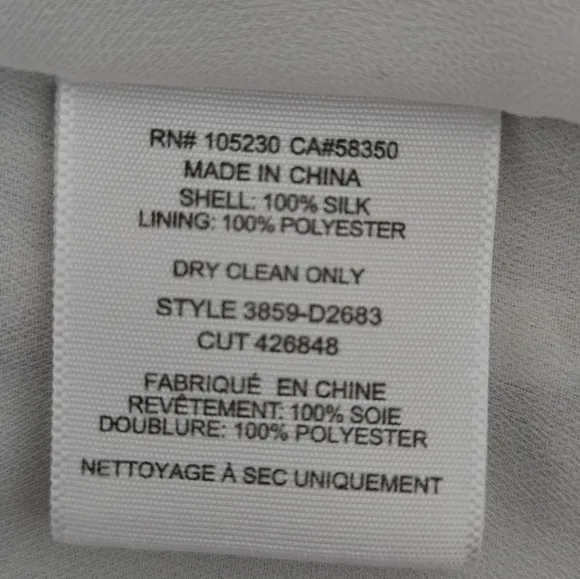 RN# 105230 CA#58350
MADE IN CHINA
SHELL: 100% SILK
LINING: 100% POLYESTER
DRY CLEAN ONLY
STYLE 3859-D2683
CUT 426848
FABRIQUÉ EN CHINE
REVÊTEMENT: 100% SOIE
DOUBLURE: 100% POLYESTER
NETTOYAGE À SEC UNIQUEMENT